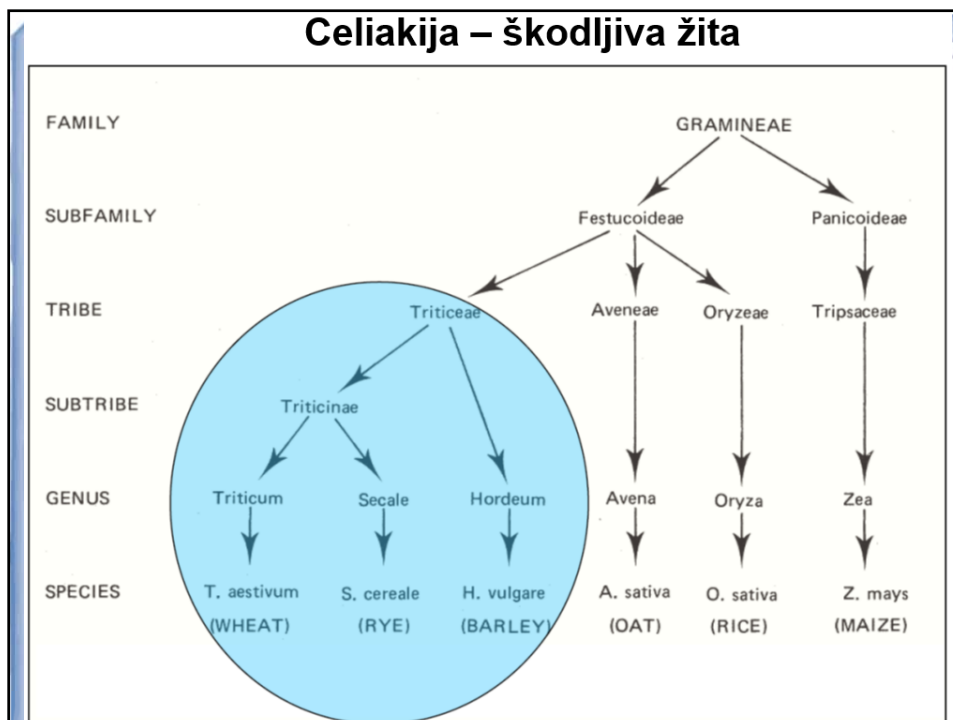 Celiakija – škodljiva žita
FAMILY GRAMINEAE
SUBFAMILY Festucoideae Panicoideae
TRIBE Triticeae Aveneae Oryzeae Tripsaceae
SUBTRIBE Triticinae
GENUS Triticum Secale Hordeum Avena Oryza Zea
SPECIES T. aestivum S. cereale H. vulgare A. sativa O. sativa Z. mays
(WHEAT) (RYE) (BARLEY) (OAT) (RICE) (MAIZE)